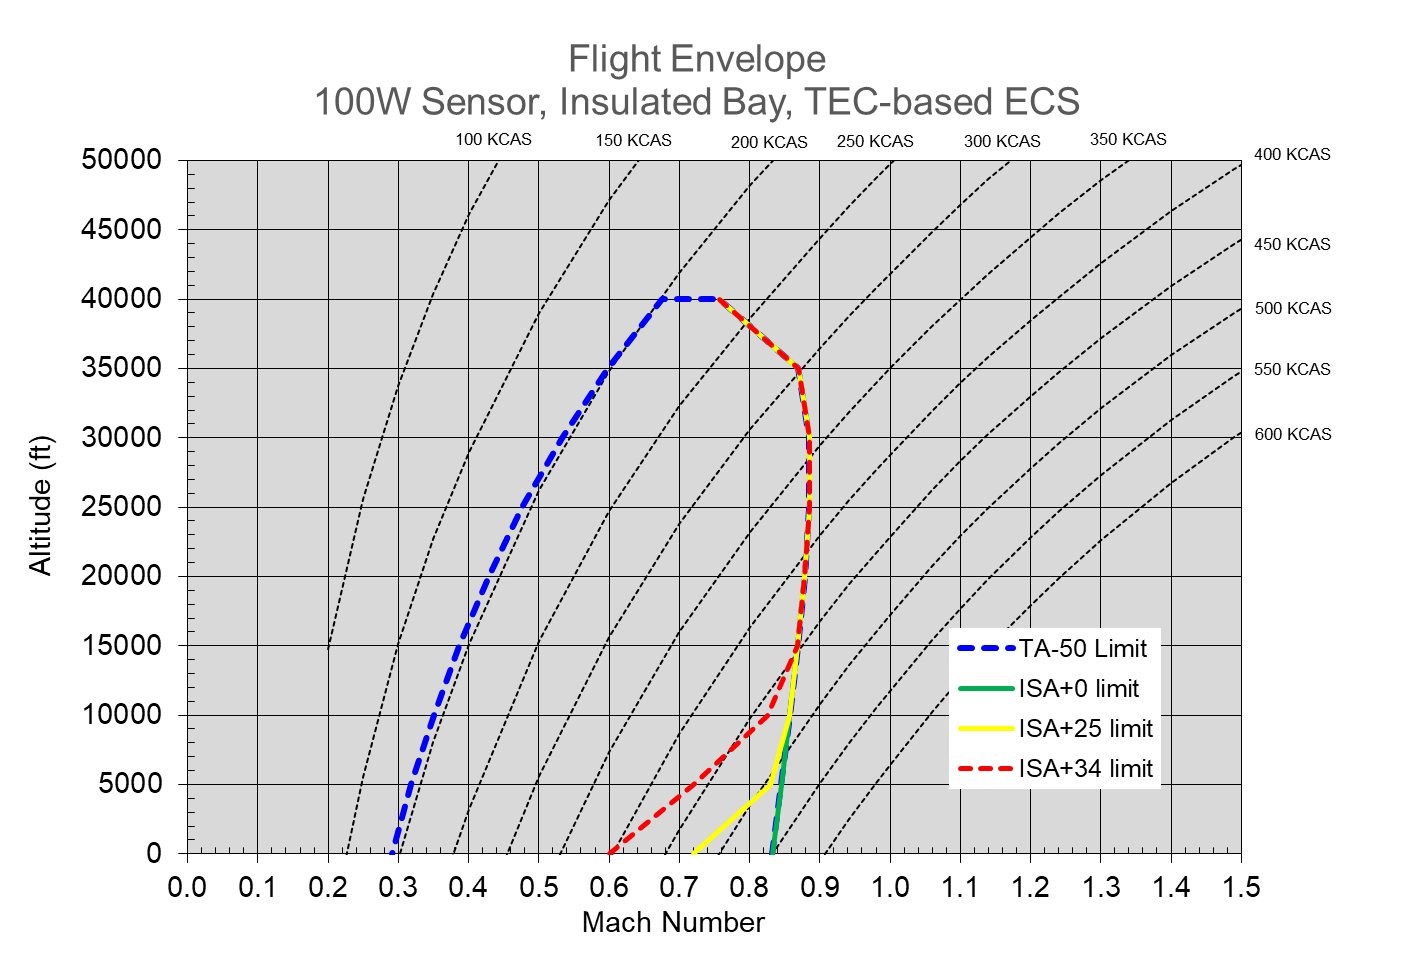 Flight Envelope
100W Sensor, Insulated Bay, TEC-based ECS
100 KCAS
150 KCAS
200 KCAS
250 KCAS
300 KCAS
350 KCAS
400 KCAS
450 KCAS
500 KCAS
550 KCAS
600 KCAS
50000
45000
40000
35000
30000
25000
20000
15000
10000
5000
0
Altitude (ft)
TA-50 Limit
ISA+0 limit
ISA+25 limit
ISA+34 limit
0.0 0.1 0.2 0.3 0.4 0.5 0.6 0.7 0.8 0.9 1.0 1.1 1.2 1.3 1.4 1.5
Mach Number